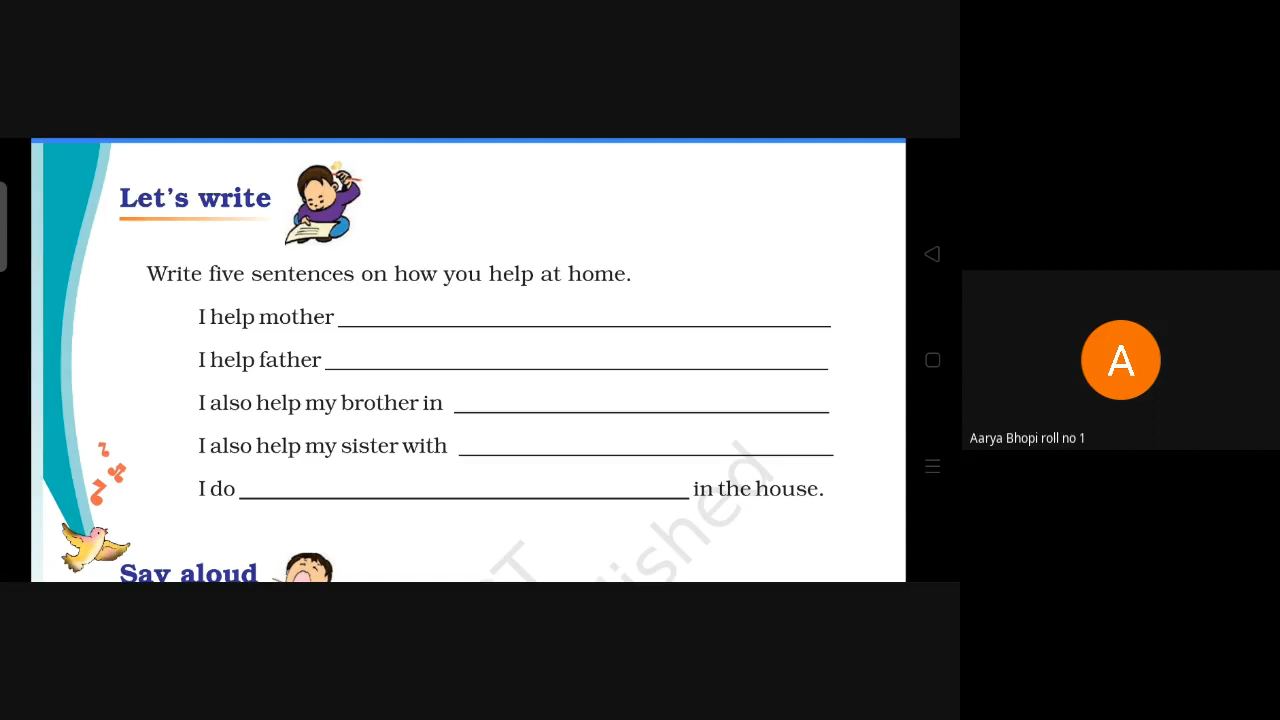 Let's write
Write five sentences on how you help at home.
I help mother
I help father
I also help my brother in
I also help my sister with
I do in the house.
Say aloud
A
Aarya Bhopi roll no 1